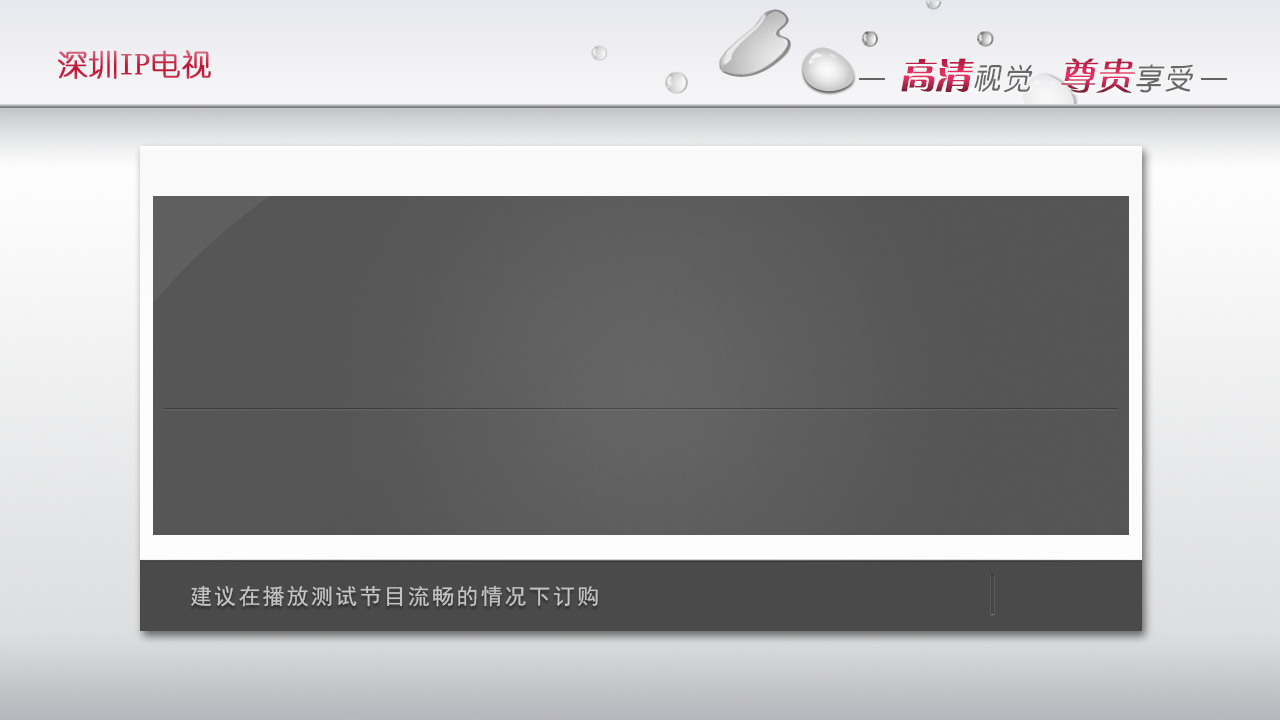 深圳IP电视
高清视觉 尊贵享受
建议在播放测试节目流畅的情况下订购